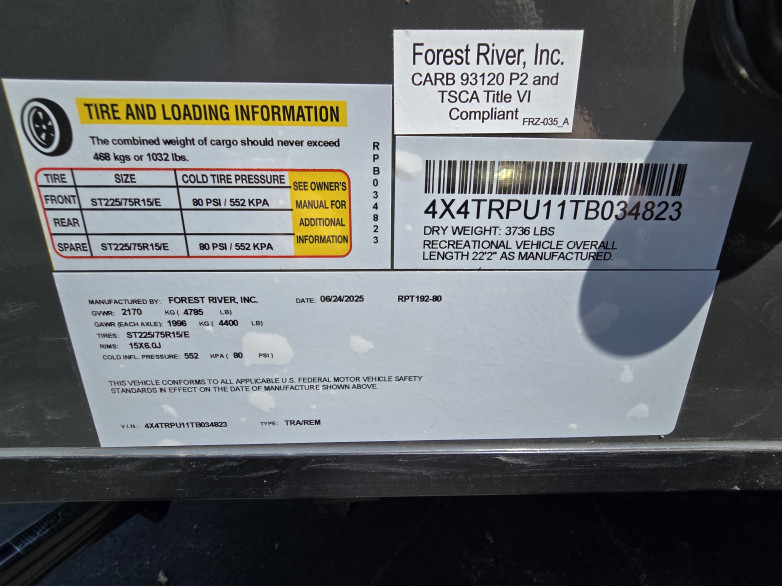 Forest River, Inc.
CARB 93120 P2 and
TSCA Title VI
Compliant FRZ-035_A
TIRE AND LOADING INFORMATION
The combined weight of cargo should never exceed
468 kgs or 1032 lbs.
TIRE SIZE COLD TIRE PRESSURE
FRONT ST225/75R15/E 80 PSI / 552 KPA
REAR
SPARE ST225/75R15/E 80 PSI / 552 KPA
SEE OWNER'S
MANUAL FOR
ADDITIONAL
INFORMATION
RPB034823
4X4TRPU11TB034823
DRY WEIGHT: 3736 LBS
RECREATIONAL VEHICLE OVERALL
LENGTH 22'2" AS MANUFACTURED.
MANUFACTURED BY: FOREST RIVER, INC. DATE: 06/24/2025 RPT192-80
GVWR: 2170 KG ( 4785 LB)
GAWR (EACH AXLE): 1996 KG ( 4400 LB)
TIRES: ST225/75R15/E
RIMS: 15X6.0J
COLD INFL. PRESSURE: 552 KPA ( 80 PSI )
THIS VEHICLE CONFORMS TO ALL APPLICABLE U.S. FEDERAL MOTOR VEHICLE SAFETY
STANDARDS IN EFFECT ON THE DATE OF MANUFACTURE SHOWN ABOVE.
V.I.N.: 4X4TRPU11TB034823 TYPE: TRA/REM